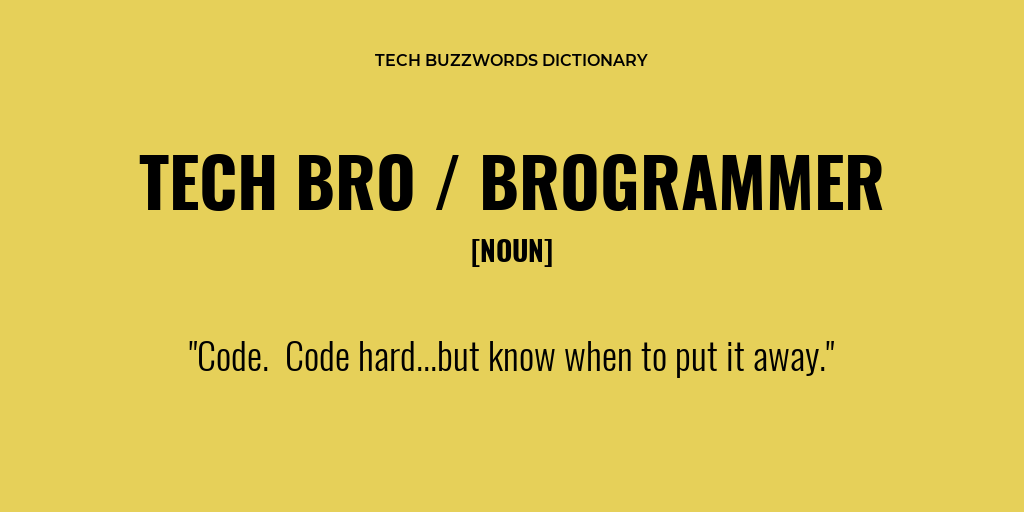 TECH BUZZWORDS DICTIONARY
TECH BRO / BROGRAMMER
[NOUN]
"Code.  Code hard...but know when to put it away."